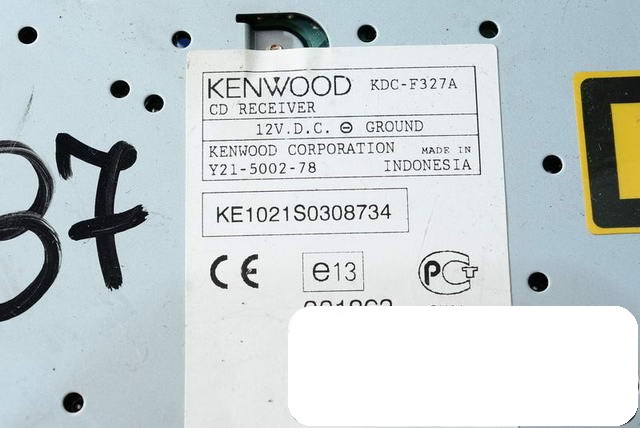 37
KENWOOD KDC-F327A
CD RECEIVER
12V.D.C. ⊖ GROUND
KENWOOD CORPORATION MADE IN
Y21-5002-78 INDONESIA
KE1021S0308734
CE e13 PCT